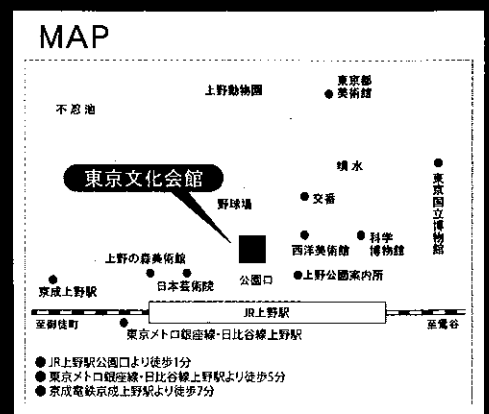 MAP
上野動物園
東京都
美術館
不忍池
噴水
東京国立博物館
東京文化会館
野球場
交番
西洋美術館
科学
博物館
上野の森美術館
日本芸術院
公園口
上野公園案内所
京成上野駅
JR上野駅
至御徒町
東京メトロ銀座線・日比谷線上野駅
至鶯谷
JR上野駅公園口より徒歩1分
東京メトロ銀座線・日比谷線上野駅より徒歩5分
京成電鉄京成上野駅より徒歩7分